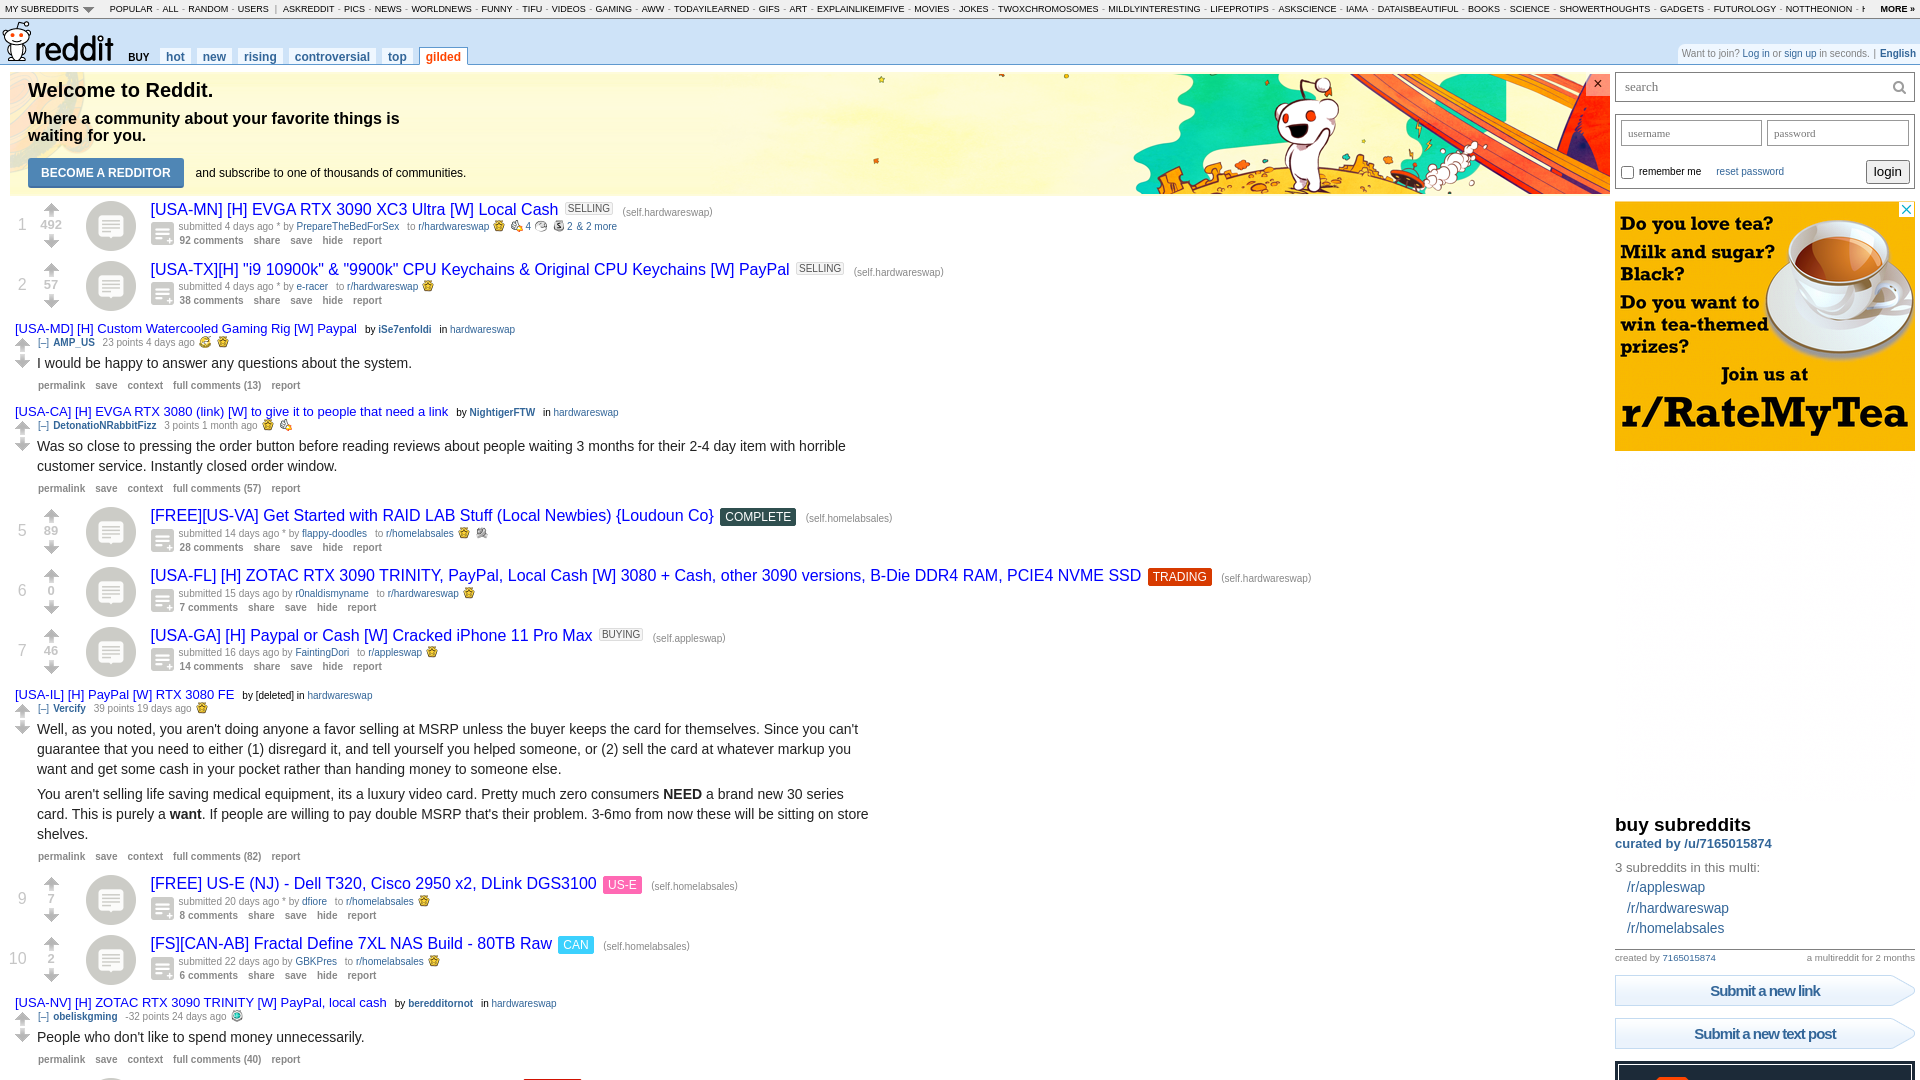 MY SUBREDDITS POPULAR - ALL - RANDOM - USERS | ASKREDDIT - PICS - NEWS - WORLDNEWS - FUNNY - TIFU - VIDEOS - GAMING - AWW - TODAYILEARNED - GIFS - ART - EXPLAINLIKEIMFIVE - MOVIES - JOKES - TWOXCHROMOSOMES - MILDLYINTERESTING - LIFEPROTIPS - ASKSCIENCE - IAMA - DATAISBEAUTIFUL - BOOKS - SCIENCE - SHOWERTHOUGHTS - GADGETS - FUTUROLOGY - NOTTHEONION - MORE »
reddit BUY hot new rising controversial top gilded
Want to join? Log in or sign up in seconds. | English
Welcome to Reddit.
Where a community about your favorite things is
waiting for you.
BECOME A REDDITOR and subscribe to one of thousands of communities.
×
search
username password
remember me reset password login
1 492 [USA-MN] [H] EVGA RTX 3090 XC3 Ultra [W] Local Cash SELLING (self.hardwareswap)
submitted 4 days ago * by PrepareTheBedForSex to r/hardwareswap 4 2 & 2 more
92 comments share save hide report
2 57 [USA-TX][H] "i9 10900k" & "9900k" CPU Keychains & Original CPU Keychains [W] PayPal SELLING (self.hardwareswap)
submitted 4 days ago * by e-racer to r/hardwareswap
38 comments share save hide report
[USA-MD] [H] Custom Watercooled Gaming Rig [W] Paypal by iSe7enfoldi in hardwareswap
[–] AMP_US 23 points 4 days ago
I would be happy to answer any questions about the system.
permalink save context full comments (13) report
[USA-CA] [H] EVGA RTX 3080 (link) [W] to give it to people that need a link by NightigerFTW in hardwareswap
[–] DetonatioNRabbitFizz 3 points 1 month ago
Was so close to pressing the order button before reading reviews about people waiting 3 months for their 2-4 day item with horrible
customer service. Instantly closed order window.
permalink save context full comments (57) report
5 89 [FREE][US-VA] Get Started with RAID LAB Stuff (Local Newbies) {Loudoun Co} COMPLETE (self.homelabsales)
submitted 14 days ago * by flappy-doodles to r/homelabsales
28 comments share save hide report
6 0 [USA-FL] [H] ZOTAC RTX 3090 TRINITY, PayPal, Local Cash [W] 3080 + Cash, other 3090 versions, B-Die DDR4 RAM, PCIE4 NVME SSD TRADING (self.hardwareswap)
submitted 15 days ago by r0naldismyname to r/hardwareswap
7 comments share save hide report
7 46 [USA-GA] [H] Paypal or Cash [W] Cracked iPhone 11 Pro Max BUYING (self.appleswap)
submitted 16 days ago by FaintingDori to r/appleswap
14 comments share save hide report
[USA-IL] [H] PayPal [W] RTX 3080 FE by [deleted] in hardwareswap
[–] Vercify 39 points 19 days ago
Well, as you noted, you aren't doing anyone a favor selling at MSRP unless the buyer keeps the card for themselves. Since you can't
guarantee that you need to either (1) disregard it, and tell yourself you helped someone, or (2) sell the card at whatever markup you
want and get some cash in your pocket rather than handing money to someone else.
You aren't selling life saving medical equipment, its a luxury video card. Pretty much zero consumers NEED a brand new 30 series
card. This is purely a want. If people are willing to pay double MSRP that's their problem. 3-6mo from now these will be sitting on store
shelves.
permalink save context full comments (82) report
9 7 [FREE] US-E (NJ) - Dell T320, Cisco 2950 x2, DLink DGS3100 US-E (self.homelabsales)
submitted 20 days ago * by dfiore to r/homelabsales
8 comments share save hide report
10 2 [FS][CAN-AB] Fractal Define 7XL NAS Build - 80TB Raw CAN (self.homelabsales)
submitted 22 days ago by GBKPres to r/homelabsales
6 comments share save hide report
[USA-NV] [H] ZOTAC RTX 3090 TRINITY [W] PayPal, local cash by beredditornot in hardwareswap
[–] obeliskgming -32 points 24 days ago
People who don't like to spend money unnecessarily.
permalink save context full comments (40) report
Do you love tea?
Milk and sugar?
Black?
Do you want to
win tea-themed
prizes?
Join us at
r/RateMyTea
buy subreddits
curated by /u/7165015874
3 subreddits in this multi:
/r/appleswap
/r/hardwareswap
/r/homelabsales
created by 7165015874 a multireddit for 2 months
Submit a new link
Submit a new text post